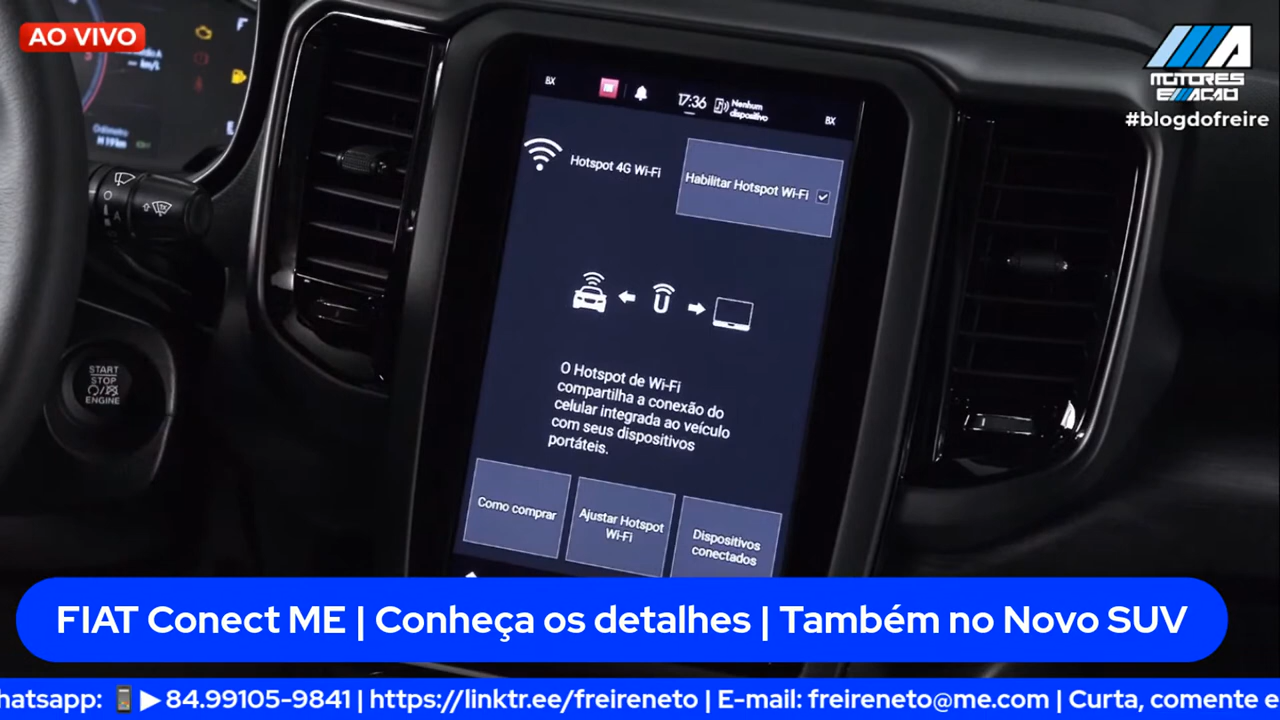 AO VIVO
MOTORES
E AÇÃO
#blogdofreire
8X
17:36
Nenhum
dispositivo
8X
Hotspot 4G Wi-Fi
Habilitar Hotspot Wi-Fi
O Hotspot de Wi-Fi
compartilha a conexão do
celular integrada ao veículo
com seus dispositivos
portáteis.
Como comprar
Ajustar Hotspot
Wi-Fi
Dispositivos
conectados
START
STOP
ENGINE
km/h
FIAT Conect ME | Conheça os detalhes | Também no Novo SUV
hatsapp: 📱▶ 84.99105-9841 | https://linktr.ee/freireneto | E-mail: freireneto@me.com | Curta, comente e